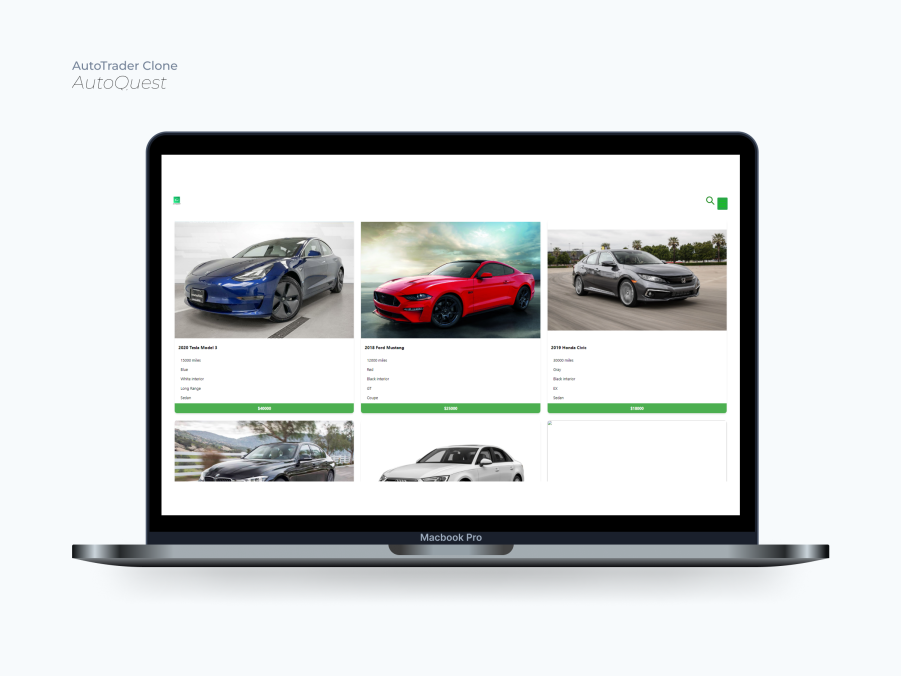 AutoTrader Clone
AutoQuest
2020 Tesla Model 3
15000 miles
Blue
White Interior
Long Range
Sedan
$40000
2018 Ford Mustang
12000 miles
Red
Black Interior
GT
Coupe
$35000
2019 Honda Civic
30000 miles
Gray
Black Interior
EX
Sedan
$18000
Macbook Pro